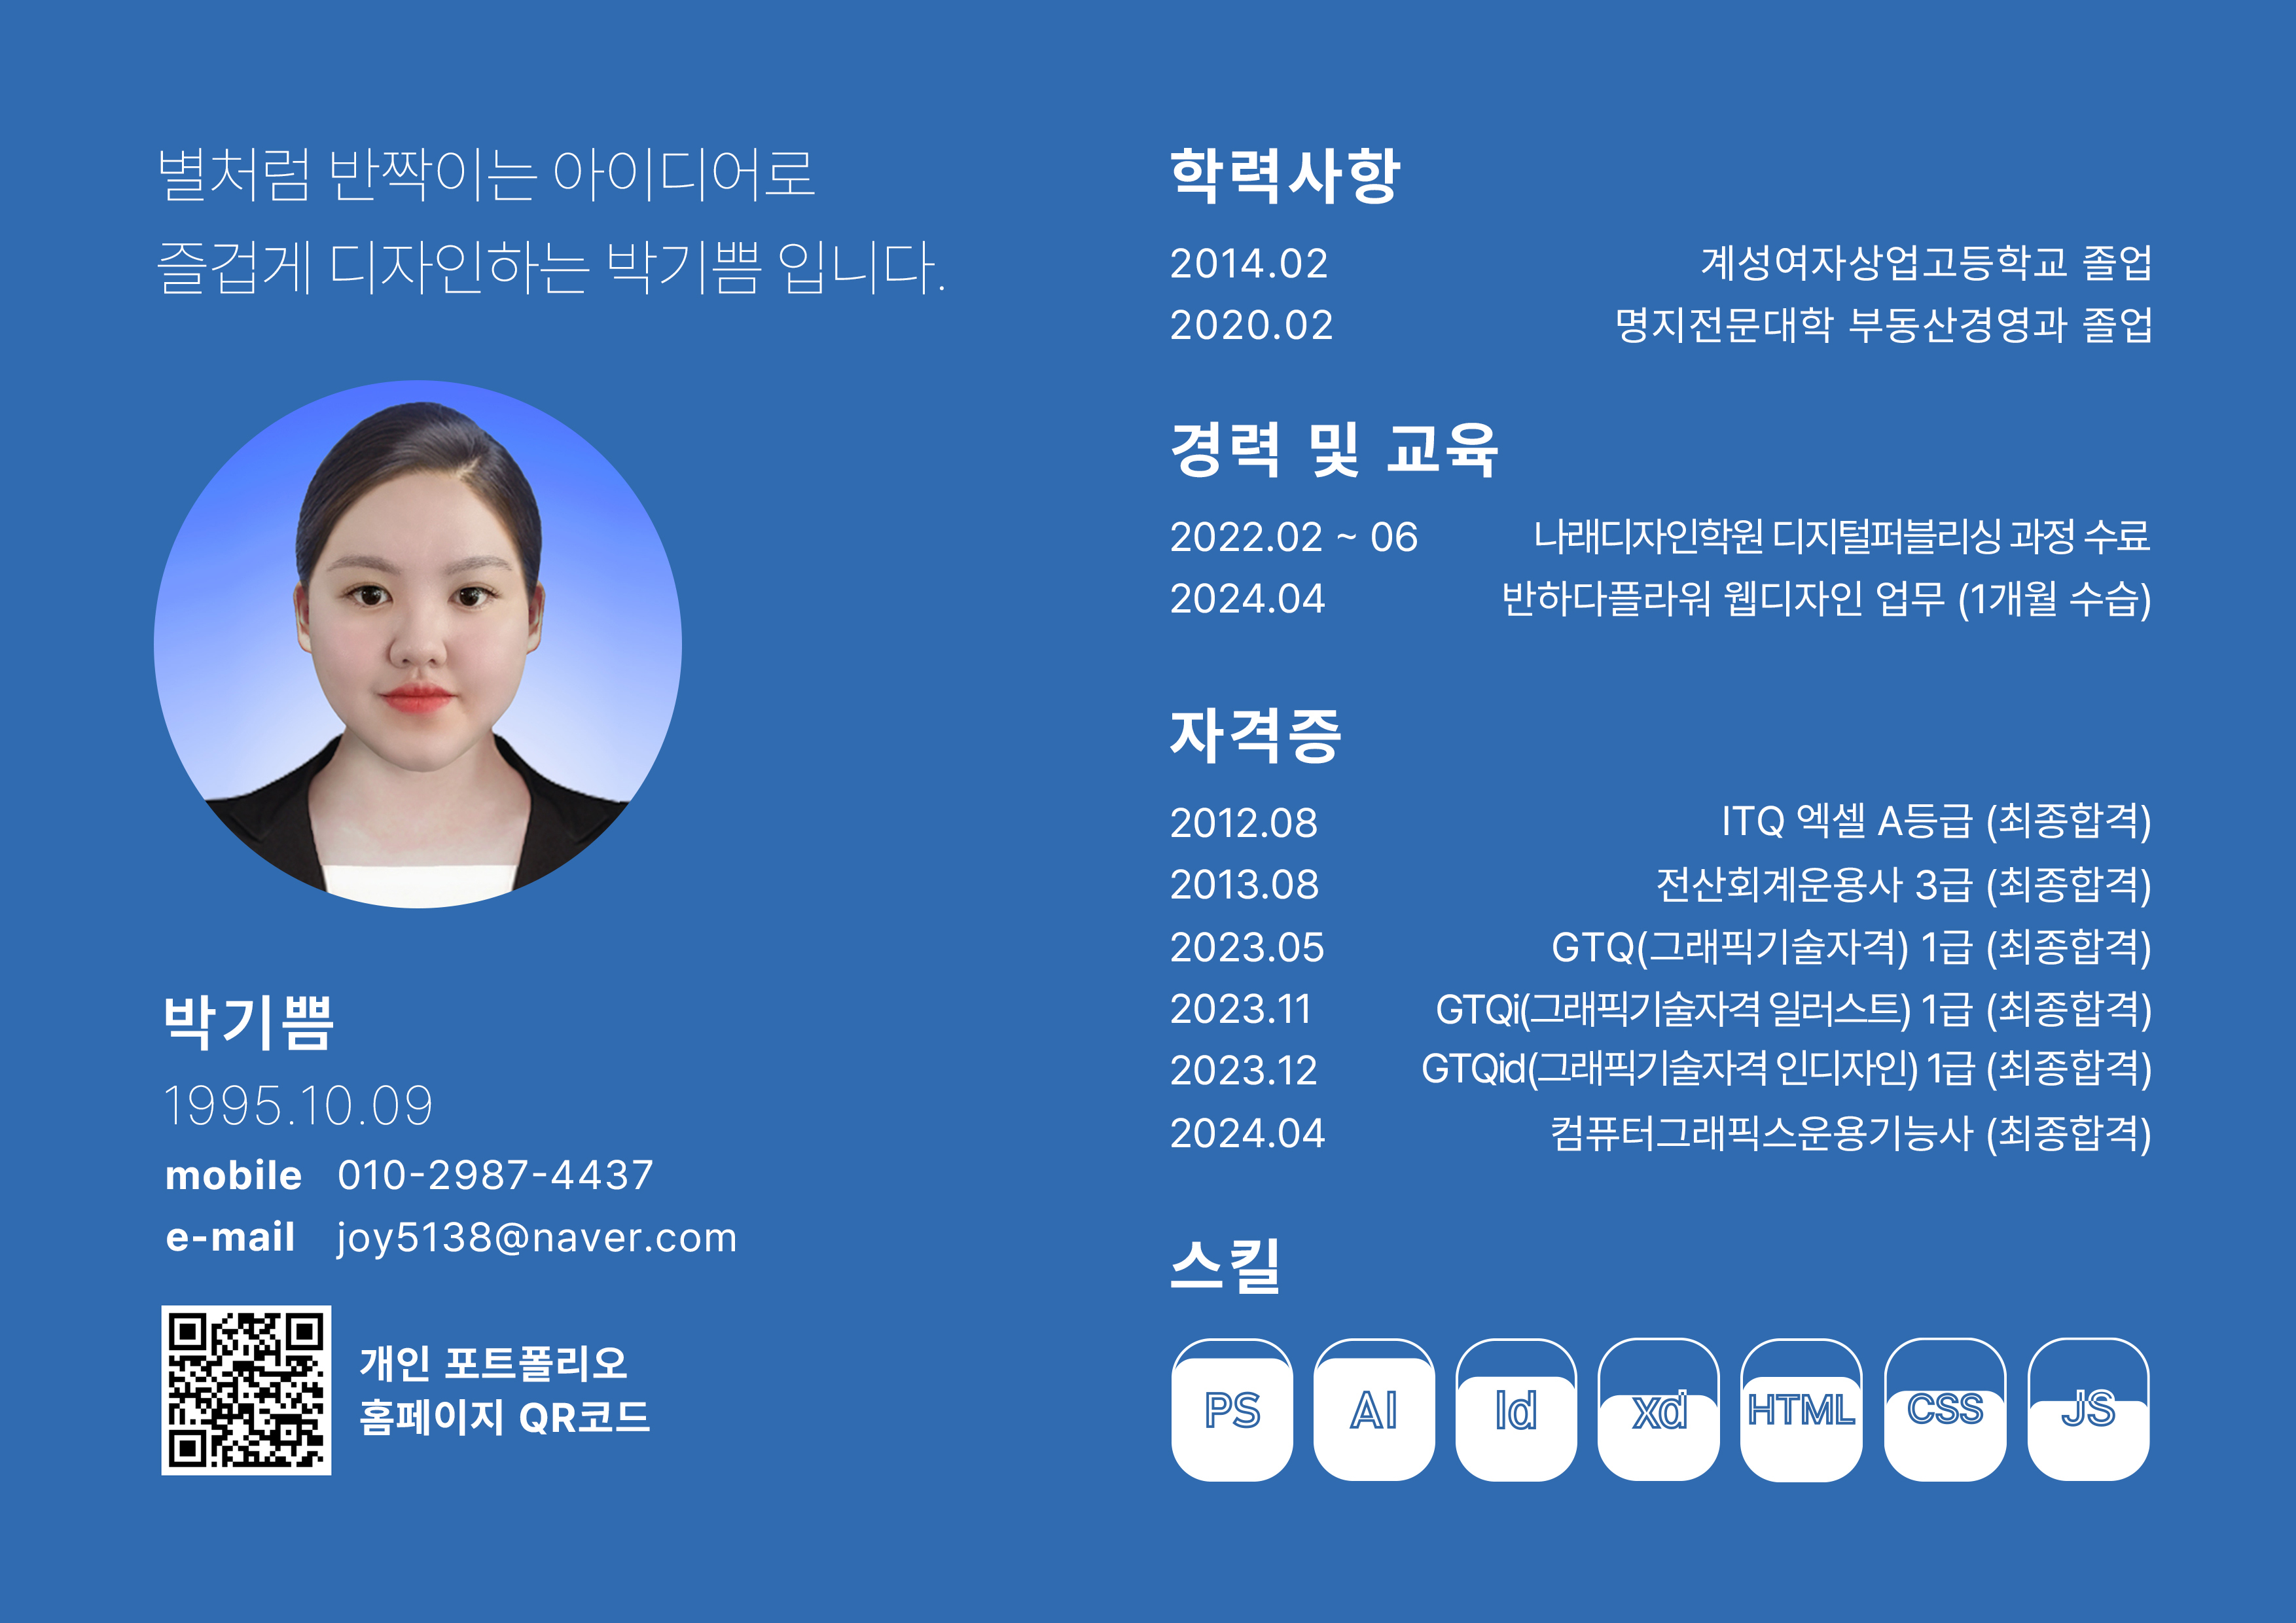 별처럼 반짝이는 아이디어로
즐겁게 디자인하는 박기쁨 입니다.
박기쁨
1995.10.09
mobile 010-2987-4437
e-mail joy5138@naver.com
개인 포트폴리오
홈페이지 QR코드
학력사항
2014.02 계성여자상업고등학교 졸업
2020.02 명지전문대학 부동산경영과 졸업
경력 및 교육
2022.02 ~ 06 나래디자인학원 디지털퍼블리싱 과정 수료
2024.04 반하다플라워 웹디자인 업무 (1개월 수습)
자격증
2012.08 ITQ 엑셀 A등급 (최종합격)
2013.08 전산회계운용사 3급 (최종합격)
2023.05 GTQ(그래픽기술자격) 1급 (최종합격)
2023.11 GTQi(그래픽기술자격 일러스트) 1급 (최종합격)
2023.12 GTQid(그래픽기술자격 인디자인) 1급 (최종합격)
2024.04 컴퓨터그래픽스운용기능사 (최종합격)
스킬
PS AI Id xd HTML CSS JS